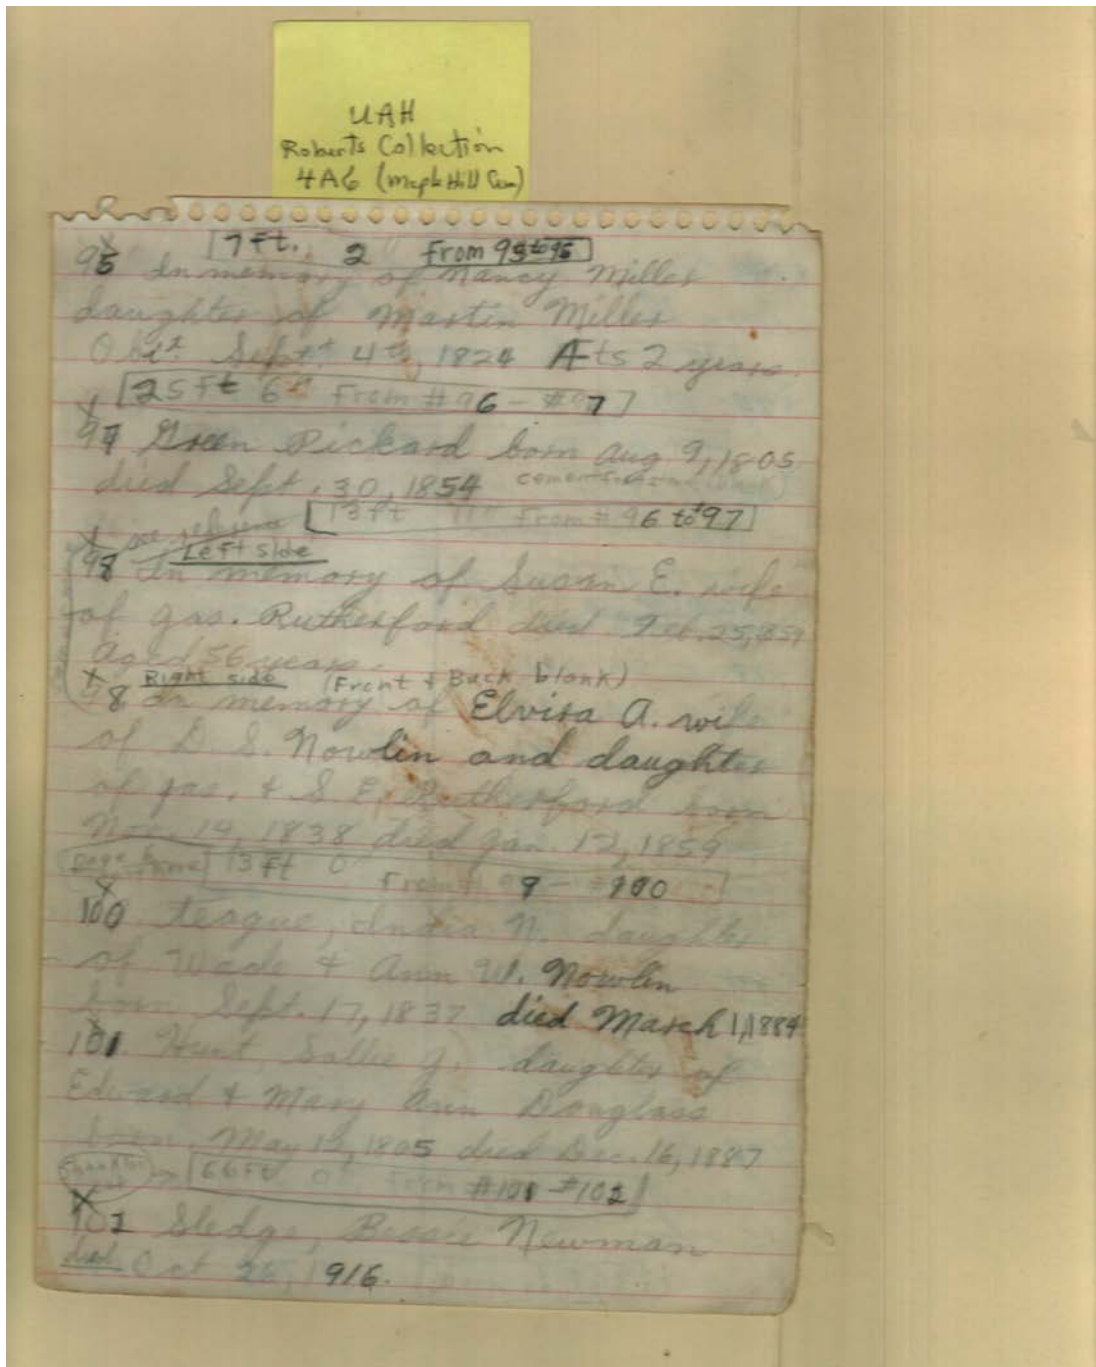 UAH
Roberts Collection
4A6 (Maple Hill Cem)
7 ft. 2" From 95 to 96
96 In memory of Nancy Miller
daughter of Martin Miller
Obit Sept. 4th, 1824 Æts 2 years.
25 ft 6" From #96 - #97
97 Green Rickard born Aug 9, 1805
died Sept. 30, 1854
13 ft 11" From #96 to 97
Left side
98 In memory of Susan E. wife
of Jas. Rutherford died Feb. 25, 1859
Aged 56 years.
Right side (Front + Back blank)
98 In memory of Elvira A. wife
of D. S. Nowlin and daughter
of Jas. & S E. Rutherford born
Nov. 19, 1838 died Jan. 12, 1859
13 ft 0" From # 99 - #100
100 Teague, India N. daughter
of Wade & Ann W. Nowlin
born Sept. 17, 1837 died March 1, 1884
101. Hunt, Sallie J. daughter of
Edward & Mary Ann Douglass
born May 12, 1805 died Dec. 16, 1887
66 ft 0" from #101 - #102
102 Sledge, Bessie Newman
died Oct 26, 1916.